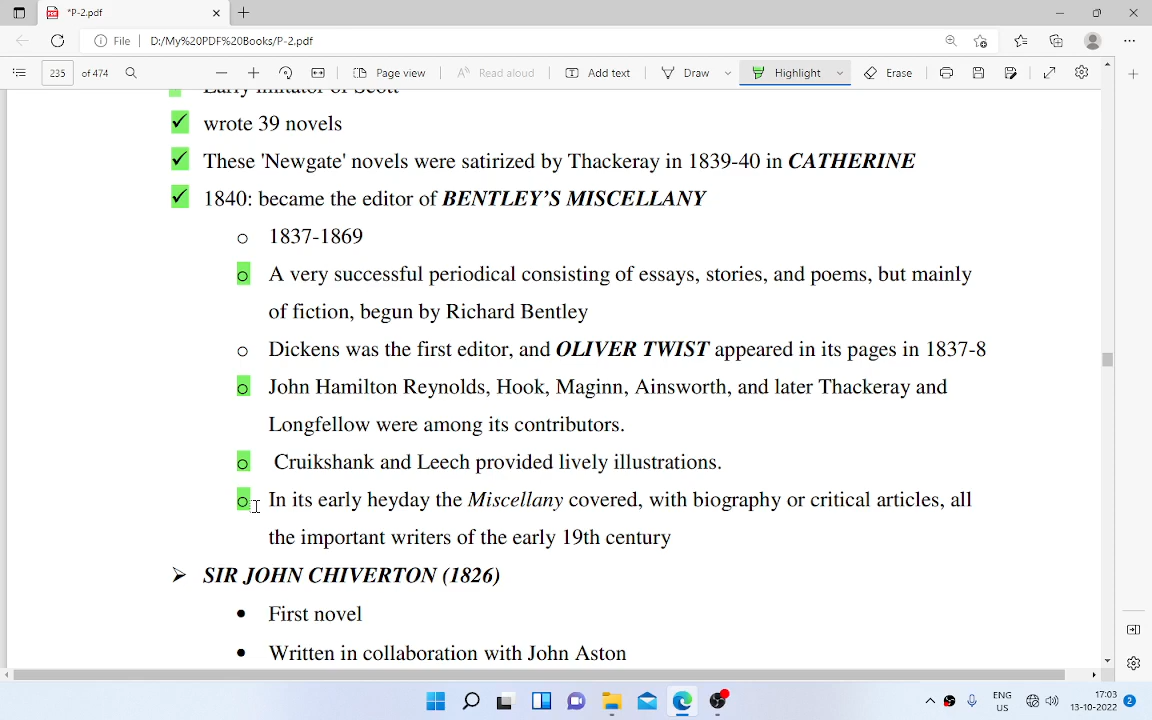 *P-2.pdf
File
D:/My%20PDF%20Books/P-2.pdf
235 of 474
Page view
Read aloud
Add text
Draw
Highlight
Erase
Early imitator of Scott
wrote 39 novels
These 'Newgate' novels were satirized by Thackeray in 1839-40 in CATHERINE
1840: became the editor of BENTLEY'S MISCELLANY
o 1837-1869
o A very successful periodical consisting of essays, stories, and poems, but mainly
of fiction, begun by Richard Bentley
o Dickens was the first editor, and OLIVER TWIST appeared in its pages in 1837-8
o John Hamilton Reynolds, Hook, Maginn, Ainsworth, and later Thackeray and
Longfellow were among its contributors.
o Cruikshank and Leech provided lively illustrations.
o In its early heyday the Miscellany covered, with biography or critical articles, all
the important writers of the early 19th century
SIR JOHN CHIVERTON (1826)
First novel
Written in collaboration with John Aston
ENG
US
17:03
13-10-2022
2